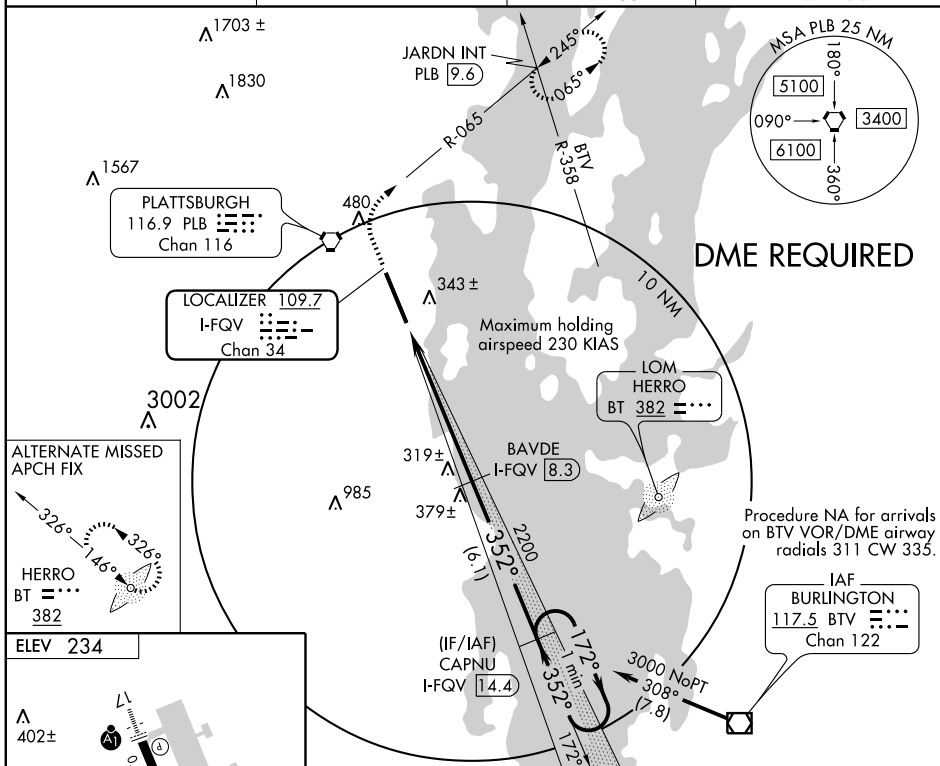 1703 ±
1830
1567
JARDN INT
PLB 9.6
245°
065°
R-065
BTV
R-358
MSA PLB 25 NM
180°
5100
090°
3400
6100
360°
PLATTSBURGH
116.9 PLB
Chan 116
480
DME REQUIRED
10 NM
LOCALIZER 109.7
I-FQV
Chan 34
343 ±
Maximum holding
airspeed 230 KIAS
LOM
HERRO
BT 382
3002
ALTERNATE MISSED
APCH FIX
326°
146°
326°
HERRO
BT
382
319±
379±
985
BAVDE
I-FQV 8.3
2200
352°
(6.1)
Procedure NA for arrivals
on BTV VOR/DME airway
radials 311 CW 335.
IAF
BURLINGTON
117.5 BTV
Chan 122
(IF/IAF)
CAPNU
I-FQV 14.4
172°
1 min
352°
3000 NoPT
308°
(7.8)
172°
ELEV 234
17
402±
A1
P